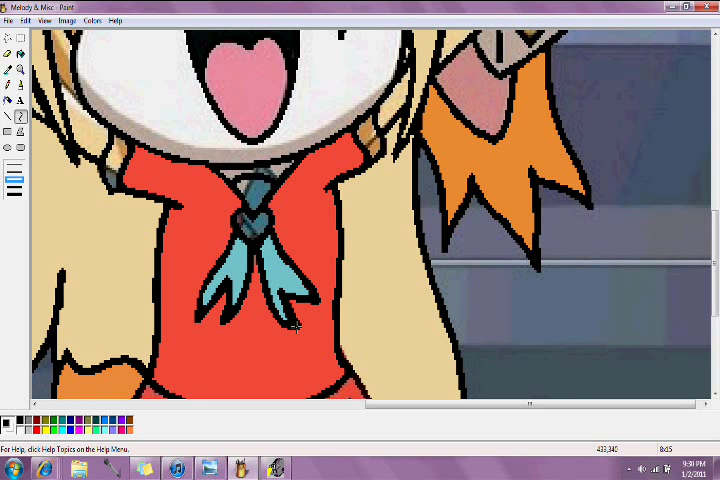 Melody & Misc - Paint
File Edit View Image Colors Help
A
For Help, click Help Topics on the Help Menu.
433,340
8x15
9:30 PM
1/2/2011